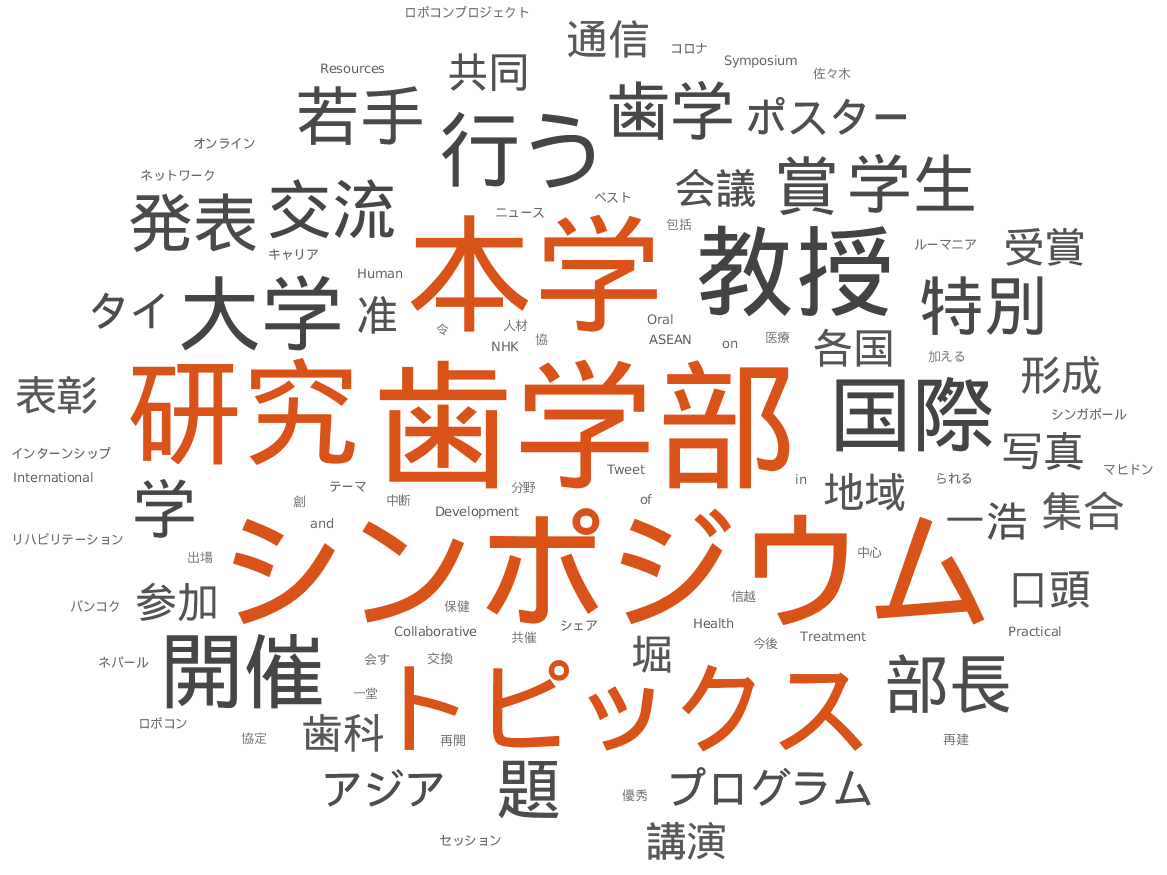 ロボコンプロジェクト
通信
コロナ
Symposium
佐々木
Resources
共同
若手
行う
歯学
ポスター
オンライン
ネットワーク
会議
賞
学生
発表
交流
ベスト
ニュース
包括
キャリア
Human
本学
教授
ルーマニア
受賞
タイ
大学
准
令
人材
NHK
協
Oral
ASEAN
on
医療
各国
特別
加える
形成
シンガポール
表彰
研究
歯学部
国際
写真
マヒドン
インターンシップ
International
学
テーマ
創
中断
分野
Tweet
of
in
地域
られる
一浩
集合
and
Development
リハビリテーション
出場
シンポジウム
中心
バンコク
参加
保健
信越
口頭
Collaborative
共催
シェア
Health
今後
Treatment
Practical
ネパール
開催
会す
交換
堀
部長
一堂
トピックス
ロボコン
協定
歯科
再開
再建
アジア
題
優秀
プログラム
セッション
講演